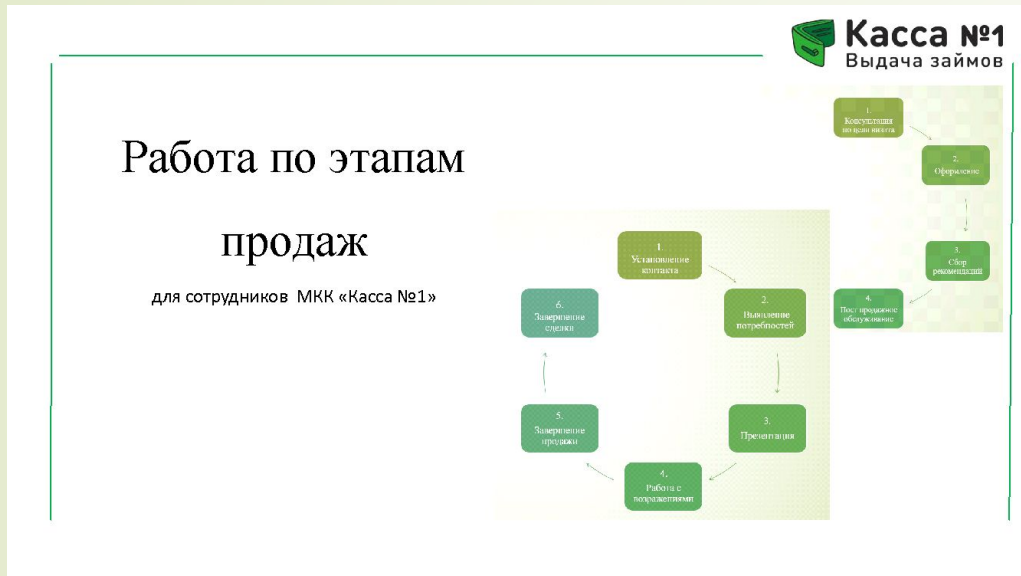 Касса №1
Выдача займов
Работа по этапам
продаж
для сотрудников МКК «Касса №1»
1.
Консультация
по цели визита
2.
Оформление
3.
Сбор
рекомендаций
4.
Пост продажное
обслуживание
1.
Установление
контакта
2.
Выявление
потребностей
3.
Презентация
4.
Работа с
возражениями
5.
Завершение
продажи
6.
Завершение
сделки